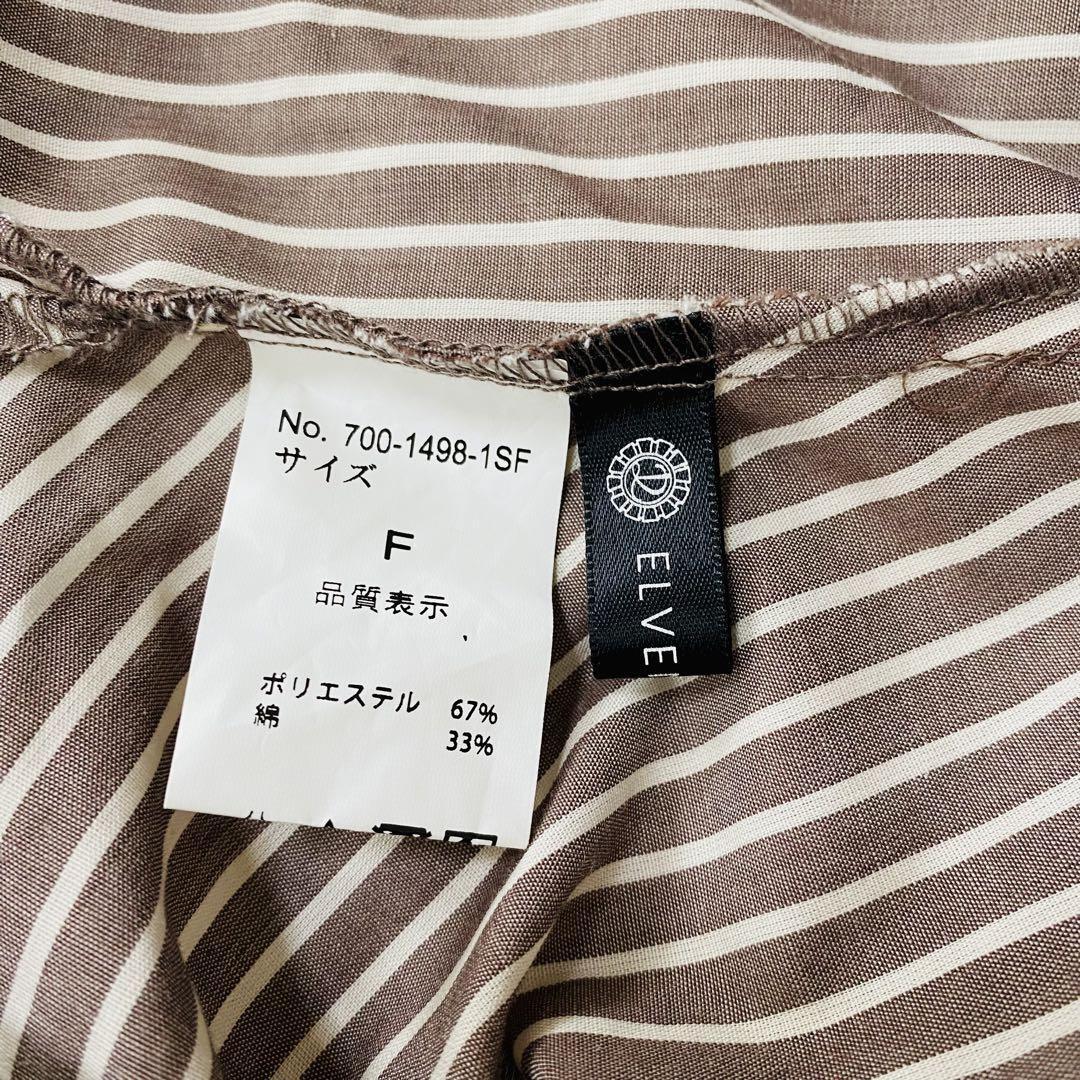 No. 700-1498-1SF
サイズ
F
品質表示
ポリエステル 67%
綿 33%
ELVE